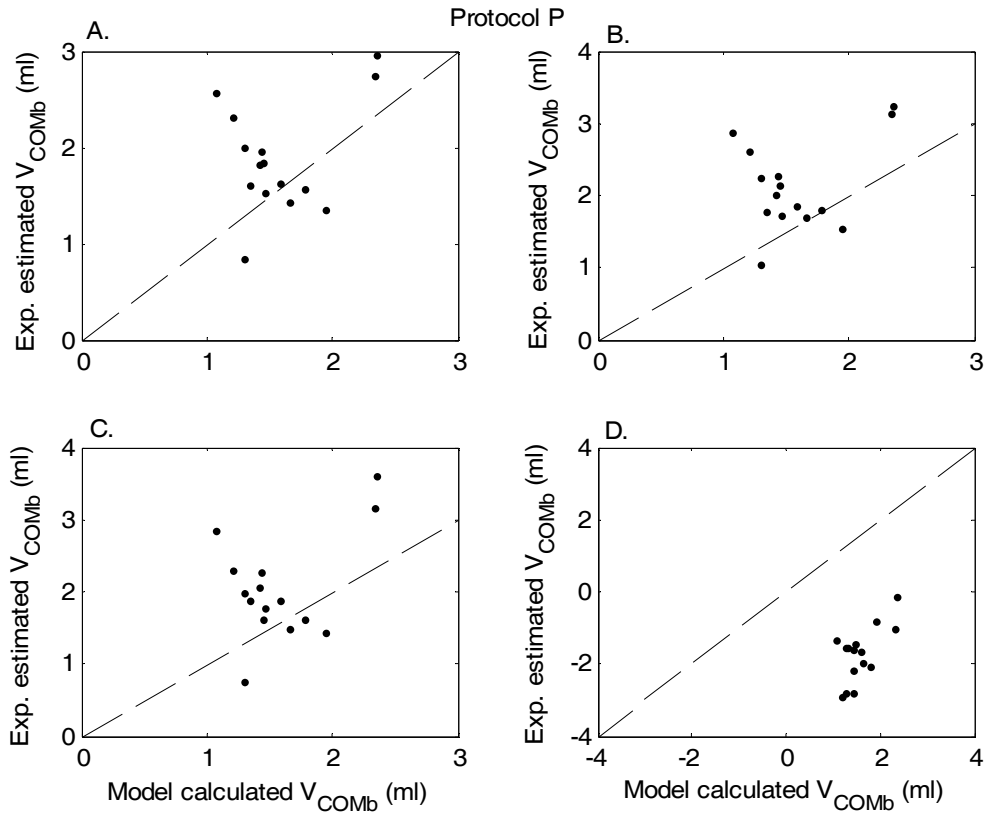 Protocol P
A.
3
2
1
0
0 1 2 3
Exp. estimated V_COMb (ml)
B.
4
3
2
1
0
0 1 2 3
Exp. estimated V_COMb (ml)
C.
4
3
2
1
0
0 1 2 3
Exp. estimated V_COMb (ml)
Model calculated V_COMb (ml)
D.
4
2
0
-2
-4
-4 -2 0 2 4
Exp. estimated V_COMb (ml)
Model calculated V_COMb (ml)